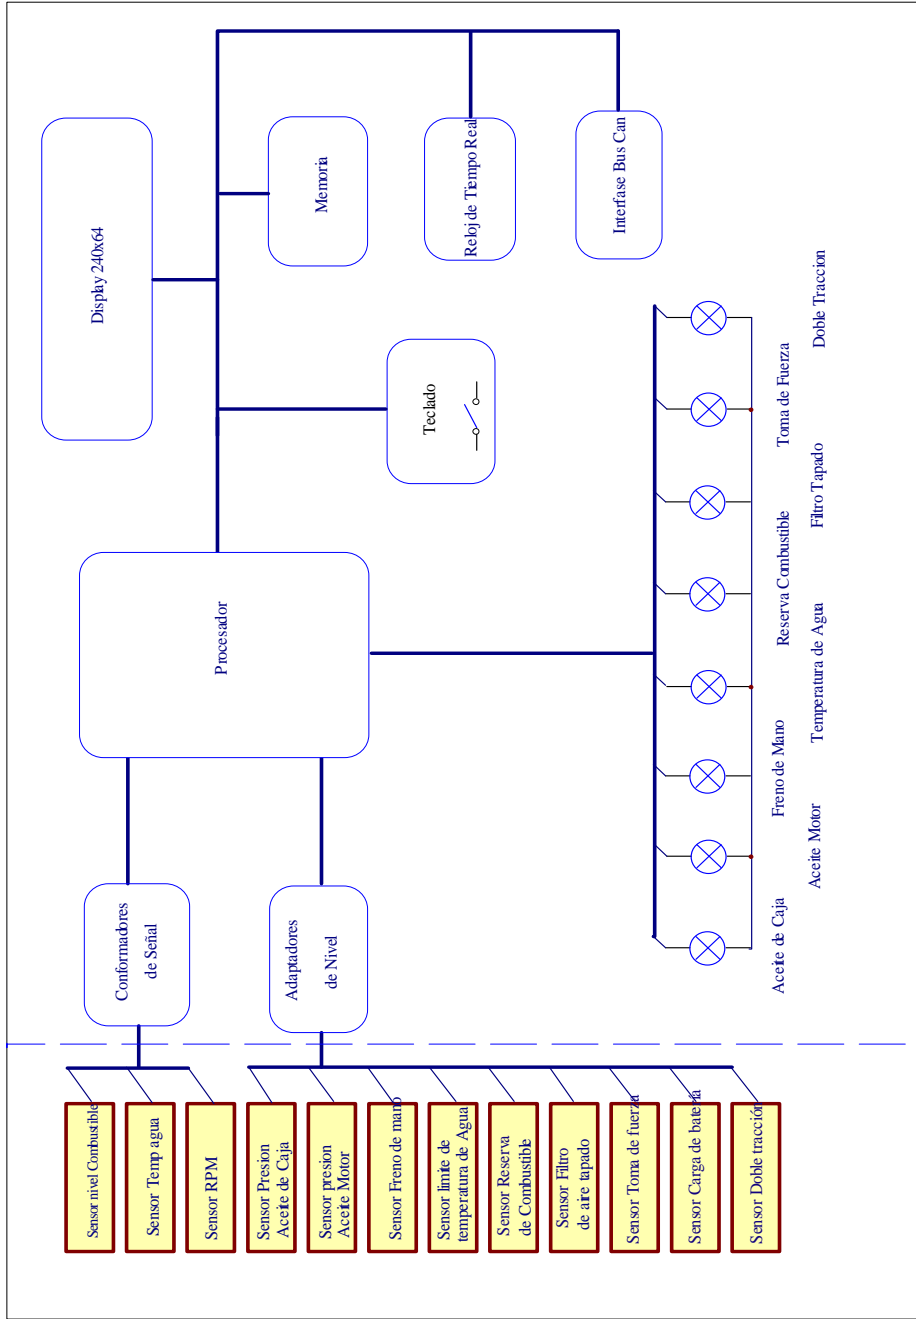 Sensor nivel Combustible
Sensor Temp agua
Sensor RPM
Sensor Presion
Aceite de Caja
Sensor presion
Aceite Motor
Sensor Freno de mano
Sensor limite de
temperatura de Agua
Sensor Reserva
de Combustible
Sensor Filtro
de aire tapado
Sensor Toma de fuerza
Sensor Carga de batería
Sensor Doble tracción
Conformadores
de Señal
Adaptadores
de Nivel
Procesador
Teclado
Display 240x64
Memoria
Reloj de Tiempo Real
Interfase Bus Can
Aceite de Caja
Aceite Motor
Freno de Mano
Temperatura de Agua
Reserva Combustible
Filtro Tapado
Toma de Fuerza
Doble Traccion